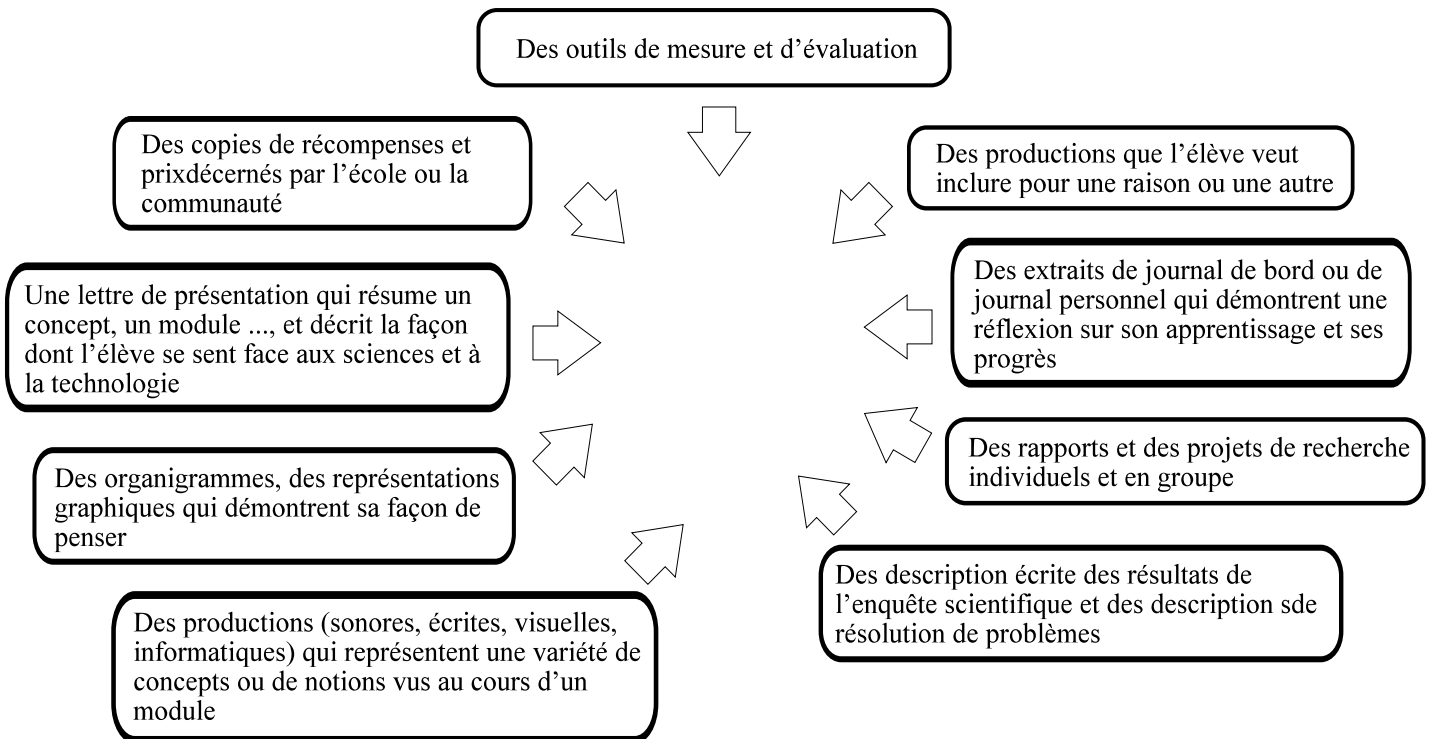 Des outils de mesure et d’évaluation
Des copies de récompenses et
prixdécernés par l’école ou la
communauté
Des productions que l’élève veut
inclure pour une raison ou une autre
Une lettre de présentation qui résume un
concept, un module ..., et décrit la façon
dont l’élève se sent face aux sciences et à
la technologie
Des extraits de journal de bord ou de
journal personnel qui démontrent une
réflexion sur son apprentissage et ses
progrès
Des organigrammes, des représentations
graphiques qui démontrent sa façon de
penser
Des rapports et des projets de recherche
individuels et en groupe
Des productions (sonores, écrites, visuelles,
informatiques) qui représentent une variété de
concepts ou de notions vus au cours d’un
module
Des description écrite des résultats de
l’enquête scientifique et des description sde
résolution de problèmes